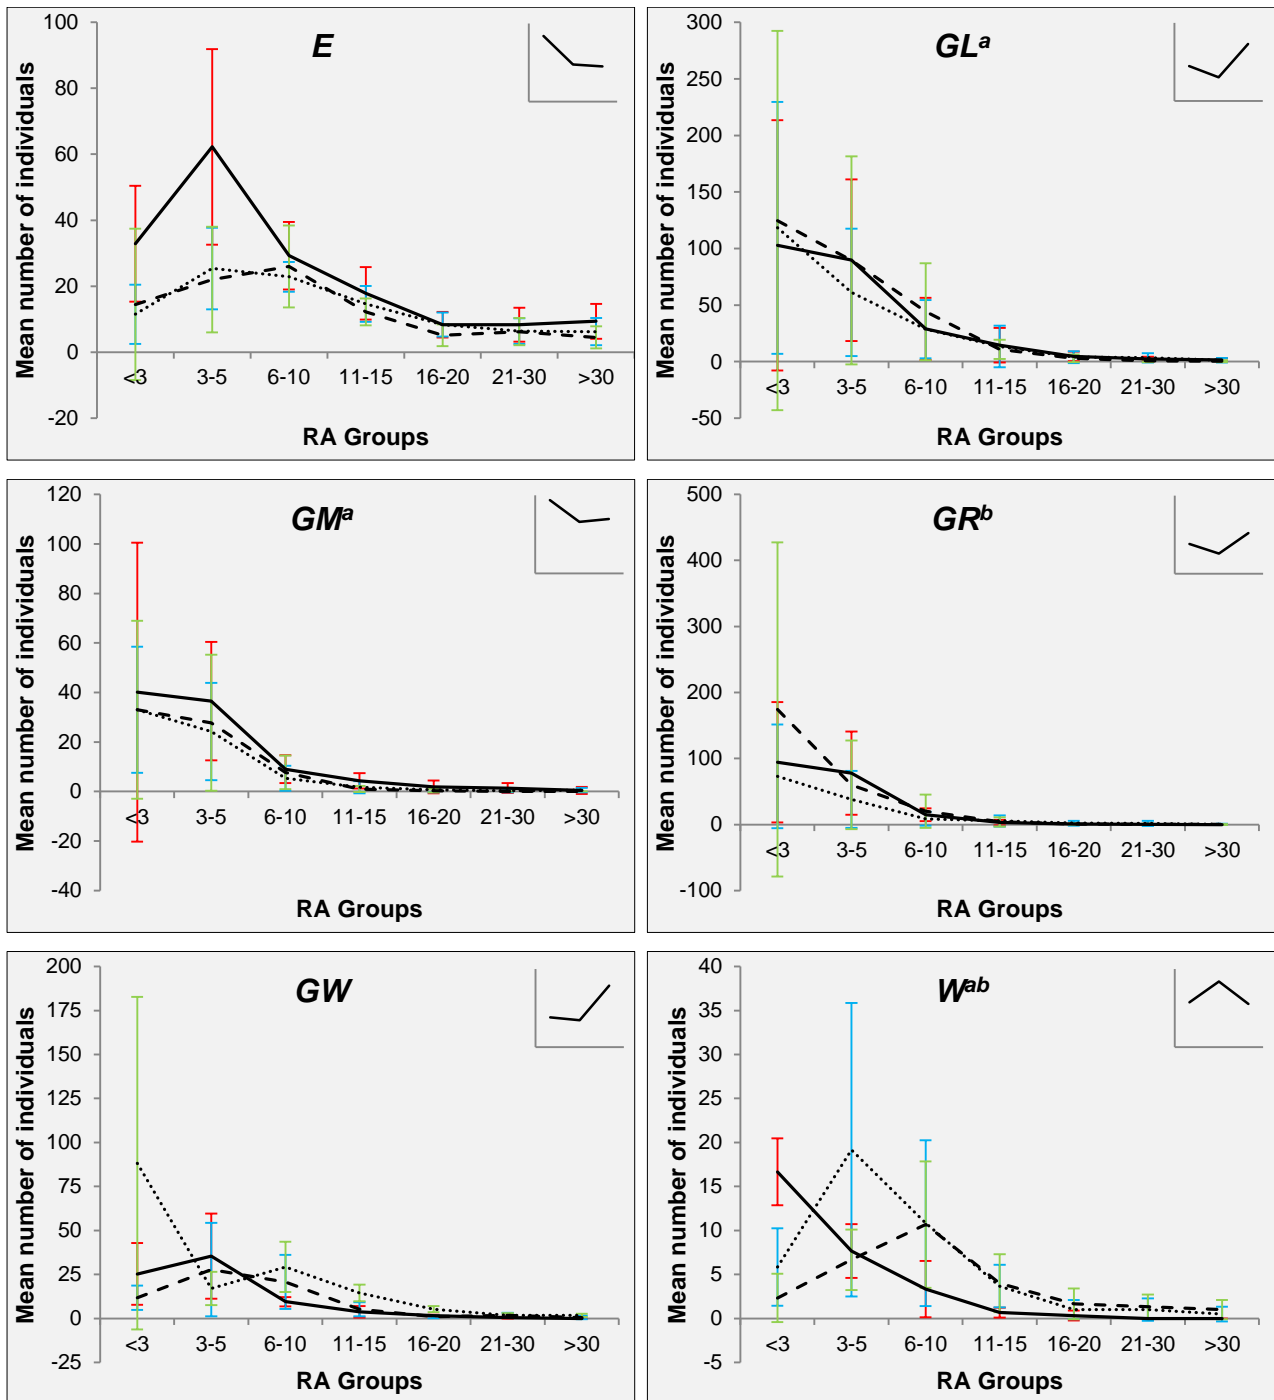 E
Mean number of individuals
100
80
60
40
20
0
-20
<3 3-5 6-10 11-15 16-20 21-30 >30
RA Groups
GLᵃ
Mean number of individuals
300
250
200
150
100
50
0
-50
<3 3-5 6-10 11-15 16-20 21-30 >30
RA Groups
GMᵃ
Mean number of individuals
120
100
80
60
40
20
0
-20
-40
<3 3-5 6-10 11-15 16-20 21-30 >30
RA Groups
GRᵇ
Mean number of individuals
500
400
300
200
100
0
-100
<3 3-5 6-10 11-15 16-20 21-30 >30
RA Groups
GW
Mean number of individuals
200
175
150
125
100
75
50
25
0
-25
<3 3-5 6-10 11-15 16-20 21-30 >30
RA Groups
Wᵃᵇ
Mean number of individuals
40
35
30
25
20
15
10
5
0
-5
<3 3-5 6-10 11-15 16-20 21-30 >30
RA Groups